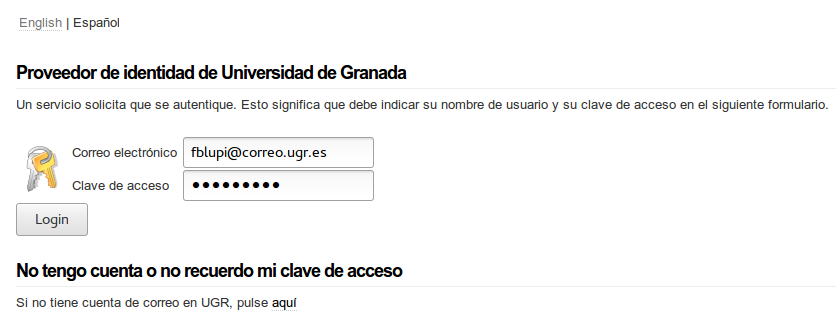 English | Español
Proveedor de identidad de Universidad de Granada
Un servicio solicita que se autentique. Esto significa que debe indicar su nombre de usuario y su clave de acceso en el siguiente formulario.
Correo electrónico fblupi@correo.ugr.es
Clave de acceso •••••••••
Login
No tengo cuenta o no recuerdo mi clave de acceso
Si no tiene cuenta de correo en UGR, pulse aquí